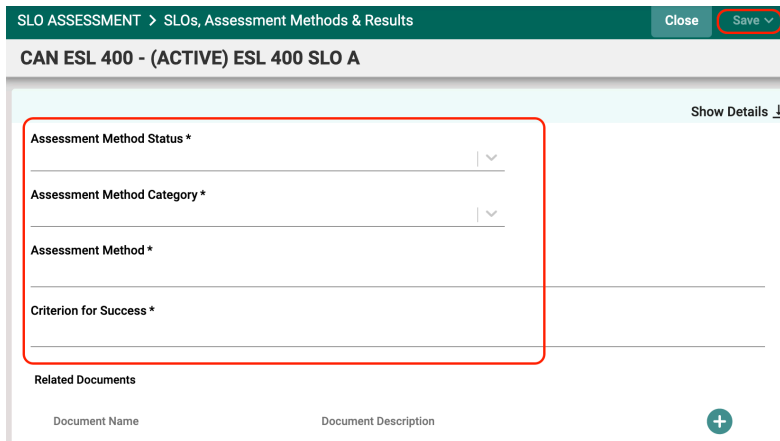 SLO ASSESSMENT > SLOs, Assessment Methods & Results Close Save
CAN ESL 400 - (ACTIVE) ESL 400 SLO A
Show Details
Assessment Method Status *
Assessment Method Category *
Assessment Method *
Criterion for Success *
Related Documents
Document Name Document Description